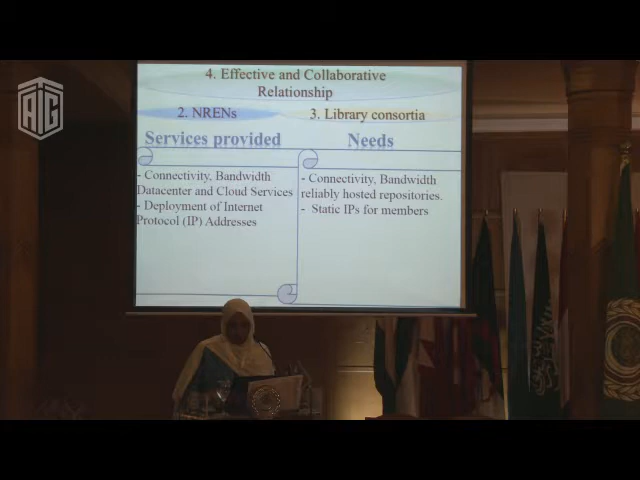 AIG
4. Effective and Collaborative
Relationship
2. NRENs
3. Library consortia
Services provided
Needs
- Connectivity, Bandwidth
Datacenter and Cloud Services
- Deployment of Internet
Protocol (IP) Addresses
- Connectivity, Bandwidth
reliably hosted repositories.
- Static IPs for members